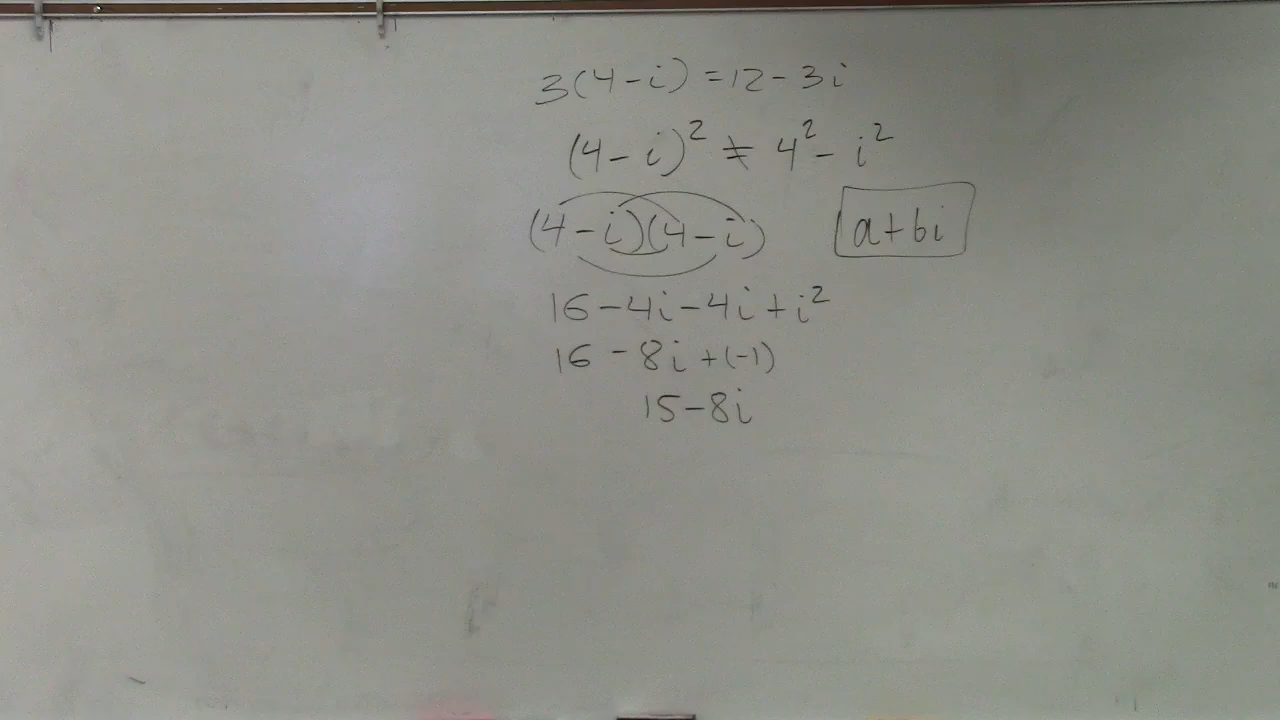 3(4-i) = 12 - 3i
(4-i)² ≠ 4² - i²
(4-i)(4-i)
a+bi
16-4i-4i+i²
16 - 8i +(-1)
15-8i